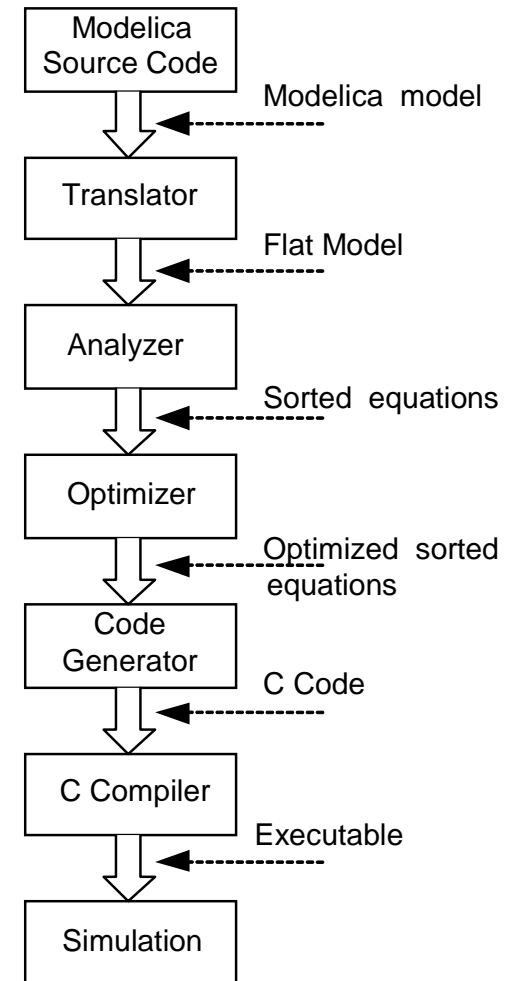 Modelica
Source Code
Modelica model
Translator
Flat Model
Analyzer
Sorted equations
Optimizer
Optimized sorted
equations
Code
Generator
C Code
C Compiler
Executable
Simulation